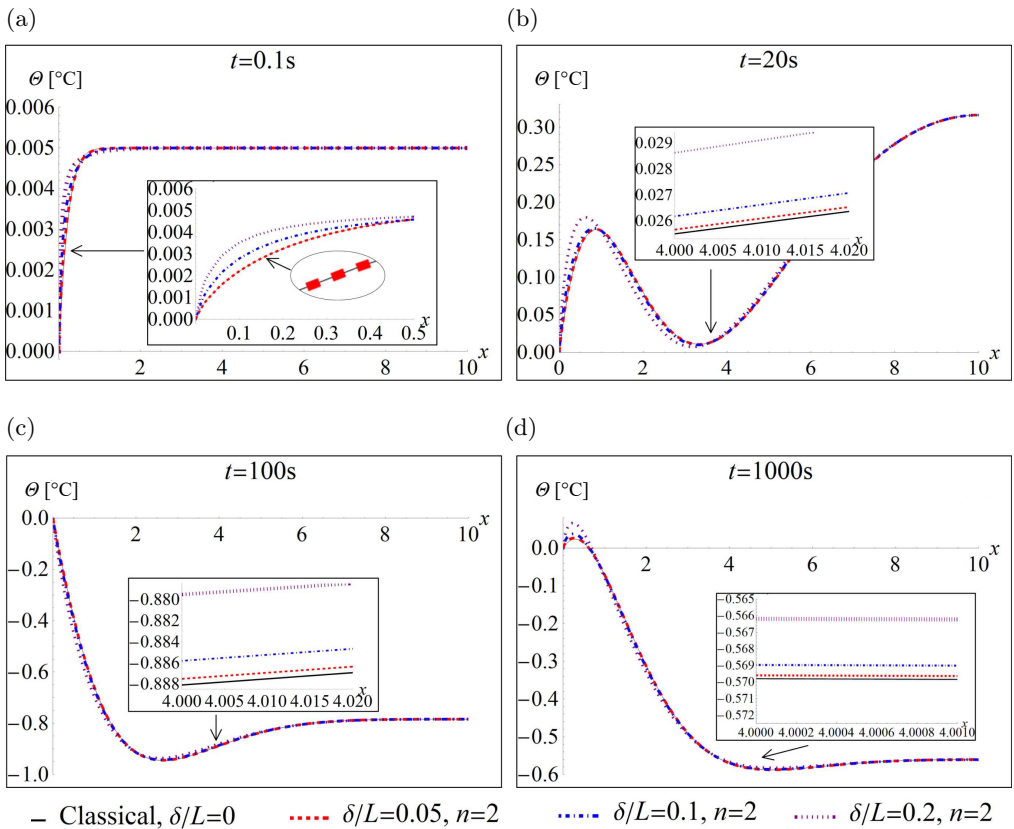 (a)
t=0.1s
Θ [°C]
0.006
0.005
0.004
0.003
0.002
0.001
0.000
2 4 6 8 10 x
0.006
0.005
0.004
0.003
0.002
0.001
0.000
0.1 0.2 0.3 0.4 0.5 x
(b)
t=20s
Θ [°C]
0.30
0.25
0.20
0.15
0.10
0.05
0.00
0 2 4 6 8 10 x
0.029
0.028
0.027
0.026
4.000 4.005 4.010 4.015 4.020 x
(c)
t=100s
Θ [°C]
0.0
−0.2
−0.4
−0.6
−0.8
−1.0
2 4 6 8 10 x
−0.880
−0.882
−0.884
−0.886
−0.888
4.000 4.005 4.010 4.015 4.020 x
(d)
t=1000s
Θ [°C]
0.0
−0.1
−0.2
−0.3
−0.4
−0.5
−0.6
2 4 6 8 10 x
−0.565
−0.566
−0.567
−0.568
−0.569
−0.570
−0.571
−0.572
4.0000 4.0002 4.0004 4.0006 4.0008 4.0010 x
Classical, δ/L=0
δ/L=0.05, n=2
δ/L=0.1, n=2
δ/L=0.2, n=2